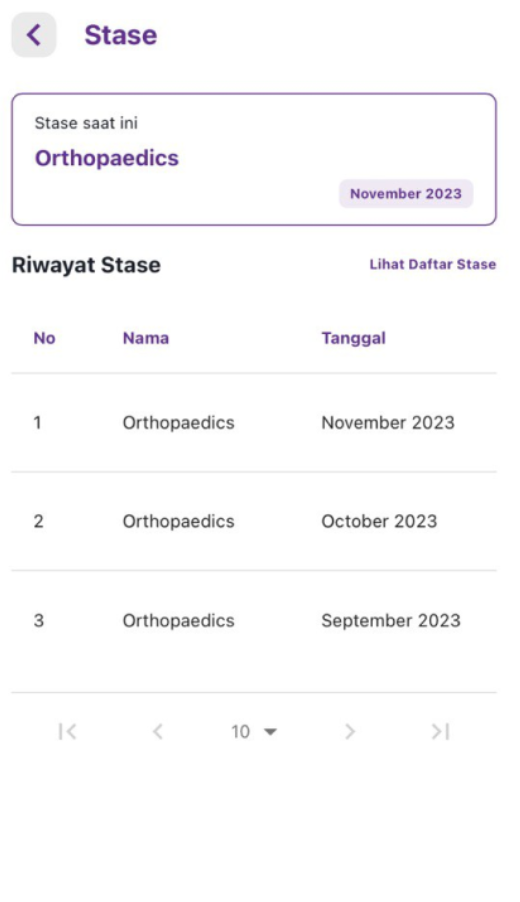 Stase
Stase saat ini
Orthopaedics
November 2023
Riwayat Stase Lihat Daftar Stase
No Nama Tanggal
1 Orthopaedics November 2023
2 Orthopaedics October 2023
3 Orthopaedics September 2023
10